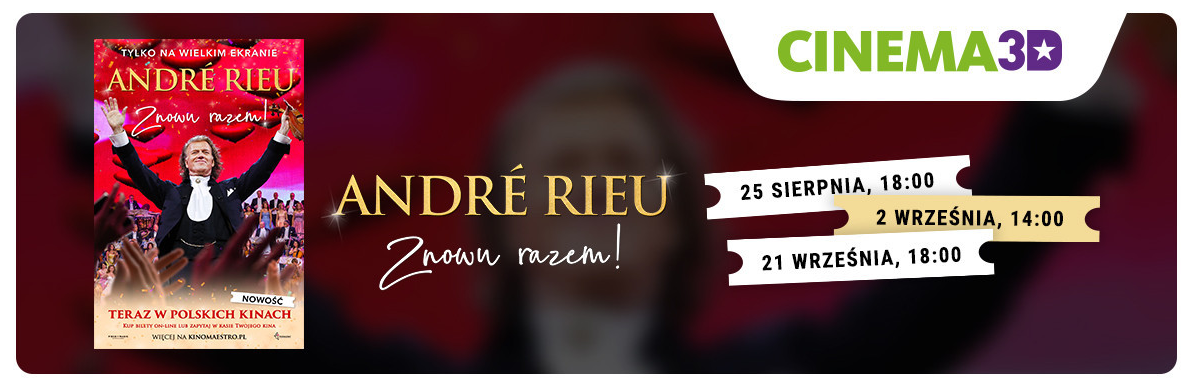 TYLKO NA WIELKIM EKRANIE
ANDRÉ RIEU
Znowu razem!
NOWOŚĆ
TERAZ W POLSKICH KINACH
KUP BILETY ON-LINE LUB ZAPYTAJ W KASIE TWOJEGO KINA
WIĘCEJ NA KINOMAESTRO.PL
ANDRÉ RIEU
Znowu razem!
CINEMA3D
25 SIERPNIA, 18:00
2 WRZEŚNIA, 14:00
21 WRZEŚNIA, 18:00